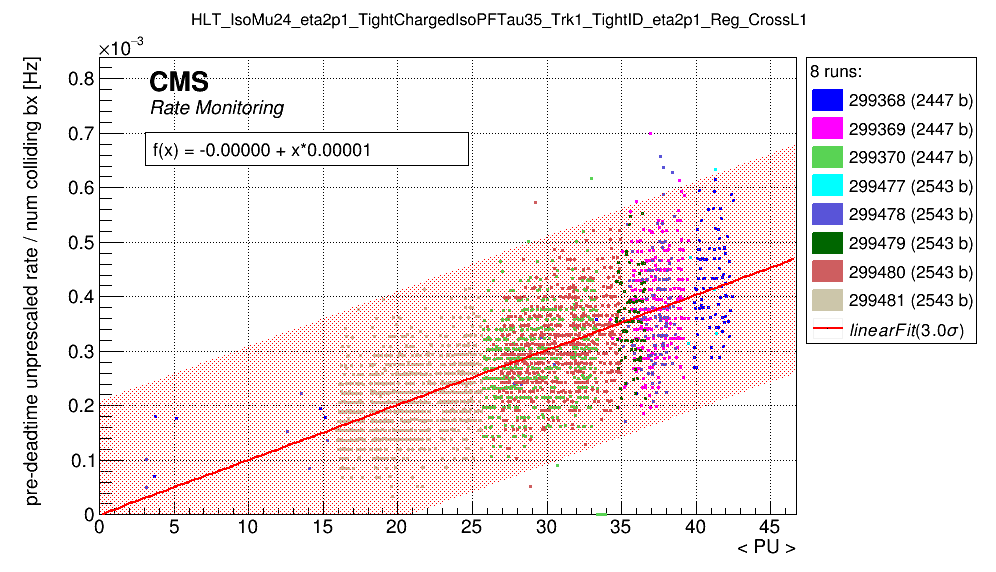 HLT_IsoMu24_eta2p1_TightChargedIsoPFTau35_Trk1_TightID_eta2p1_Reg_CrossL1
×10⁻³
CMS
Rate Monitoring
f(x) = -0.00000 + x*0.00001
pre-deadtime unprescaled rate / num colliding bx [Hz]
0.8
0.7
0.6
0.5
0.4
0.3
0.2
0.1
0
0 5 10 15 20 25 30 35 40 45
< PU >
8 runs:
299368 (2447 b)
299369 (2447 b)
299370 (2447 b)
299477 (2543 b)
299478 (2543 b)
299479 (2543 b)
299480 (2543 b)
299481 (2543 b)
linearFit(3.0σ)